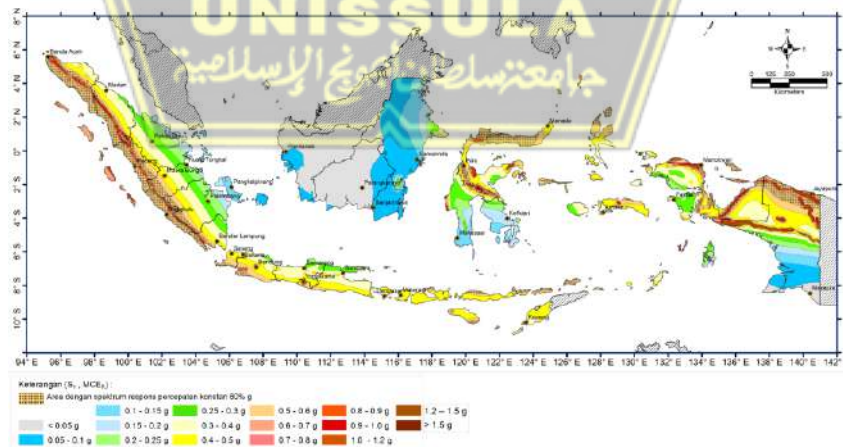 UNISSULA
جامعنسلطان أجونج الإسلامية
8° N
6° N
4° N
2° N
0°
2° S
4° S
6° S
8° S
10° S
Banda Aceh
Medan
Padang
Bengkulu
Palembang
Pangkalpinang
Bandar Lampung
Serang
Bandung
Semarang
Surabaya
Denpasar
Mataram
Kupang
Pontianak
Palangkaraya
Banjarmasin
Samarinda
Palu
Manado
Makassar
Kendari
Ambon
Manokwari
Jayapura
Merauke
0 125 250 500
Kilometers
94° E 96° E 98° E 100° E 102° E 104° E 106° E 108° E 110° E 112° E 114° E 116° E 118° E 120° E 122° E 124° E 126° E 128° E 130° E 132° E 134° E 136° E 138° E 140° E 142° E
Keterangan (S₁, MCEᵣ) :
Area dengan spektrum respons percepatan konstan 60% g
< 0.05 g
0.05 - 0.1 g
0.1 - 0.15 g
0.15 - 0.2 g
0.2 - 0.25 g
0.25 - 0.3 g
0.3 - 0.4 g
0.4 - 0.5 g
0.5 - 0.6 g
0.6 - 0.7 g
0.7 - 0.8 g
0.8 - 0.9 g
0.9 - 1.0 g
1.0 - 1.2 g
1.2 - 1.5 g
> 1.5 g